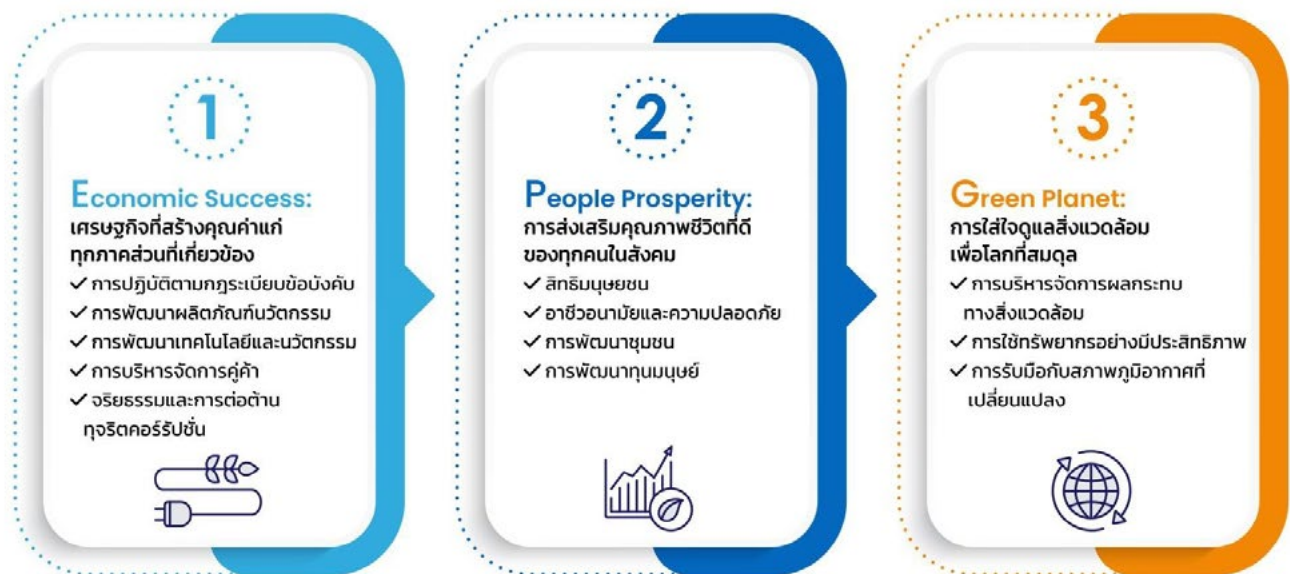 1
Economic Success:
เศรษฐกิจที่สร้างคุณค่าแก่
ทุกภาคส่วนที่เกี่ยวข้อง
✓ การปฏิบัติตามกฎระเบียบข้อบังคับ
✓ การพัฒนาผลิตภัณฑ์นวัตกรรม
✓ การพัฒนาเทคโนโลยีและนวัตกรรม
✓ การบริหารจัดการคู่ค้า
✓ จริยธรรมและการต่อต้าน
ทุจริตคอร์รัปชั่น
2
People Prosperity:
การส่งเสริมคุณภาพชีวิตที่ดี
ของทุกคนในสังคม
✓ สิทธิมนุษยชน
✓ อาชีวอนามัยและความปลอดภัย
✓ การพัฒนาชุมชน
✓ การพัฒนาทุนมนุษย์
3
Green Planet:
การใส่ใจดูแลสิ่งแวดล้อม
เพื่อโลกที่สมดุล
✓ การบริหารจัดการผลกระทบ
ทางสิ่งแวดล้อม
✓ การใช้ทรัพยากรอย่างมีประสิทธิภาพ
✓ การรับมือกับสภาพภูมิอากาศที่
เปลี่ยนแปลง